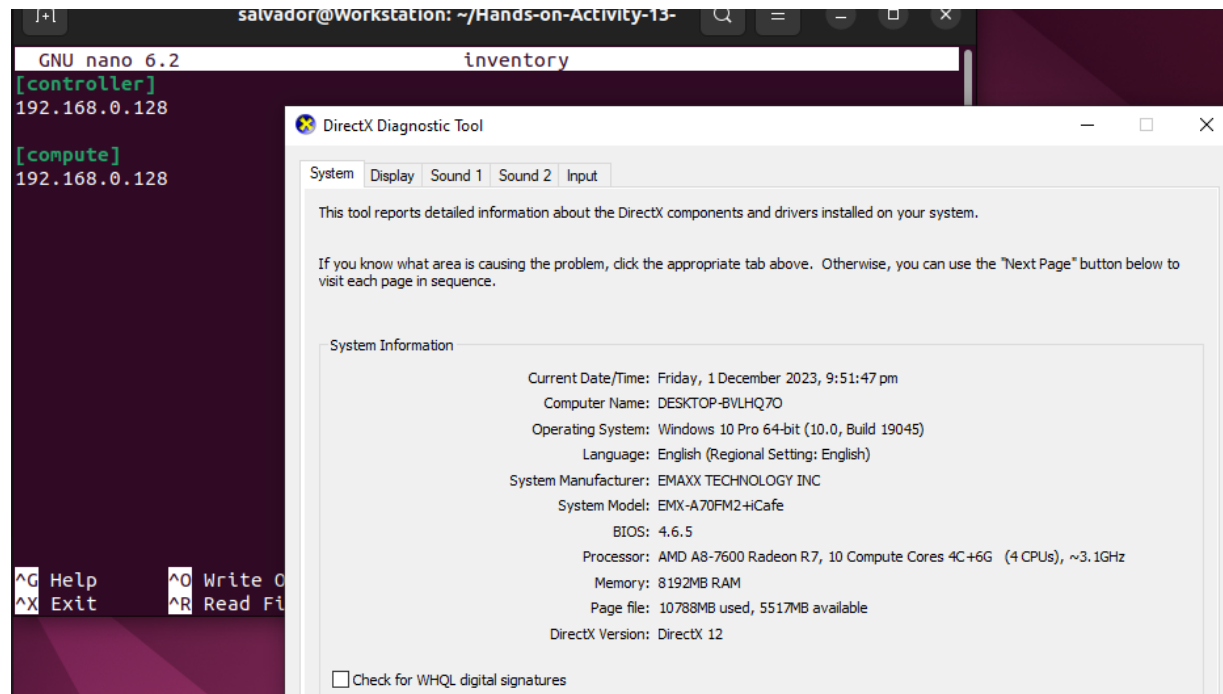 salvador@Workstation: ~/Hands-on-Activity-13-
GNU nano 6.2 inventory
[controller]
192.168.0.128
[compute]
192.168.0.128
^G Help ^O Write O
^X Exit ^R Read Fi
DirectX Diagnostic Tool
System Display Sound 1 Sound 2 Input
This tool reports detailed information about the DirectX components and drivers installed on your system.
If you know what area is causing the problem, click the appropriate tab above. Otherwise, you can use the "Next Page" button below to
visit each page in sequence.
System Information
Current Date/Time: Friday, 1 December 2023, 9:51:47 pm
Computer Name: DESKTOP-BVLHQ7O
Operating System: Windows 10 Pro 64-bit (10.0, Build 19045)
Language: English (Regional Setting: English)
System Manufacturer: EMAXX TECHNOLOGY INC
System Model: EMX-A70FM2+iCafe
BIOS: 4.6.5
Processor: AMD A8-7600 Radeon R7, 10 Compute Cores 4C+6G (4 CPUs), ~3.1GHz
Memory: 8192MB RAM
Page file: 10788MB used, 5517MB available
DirectX Version: DirectX 12
Check for WHQL digital signatures